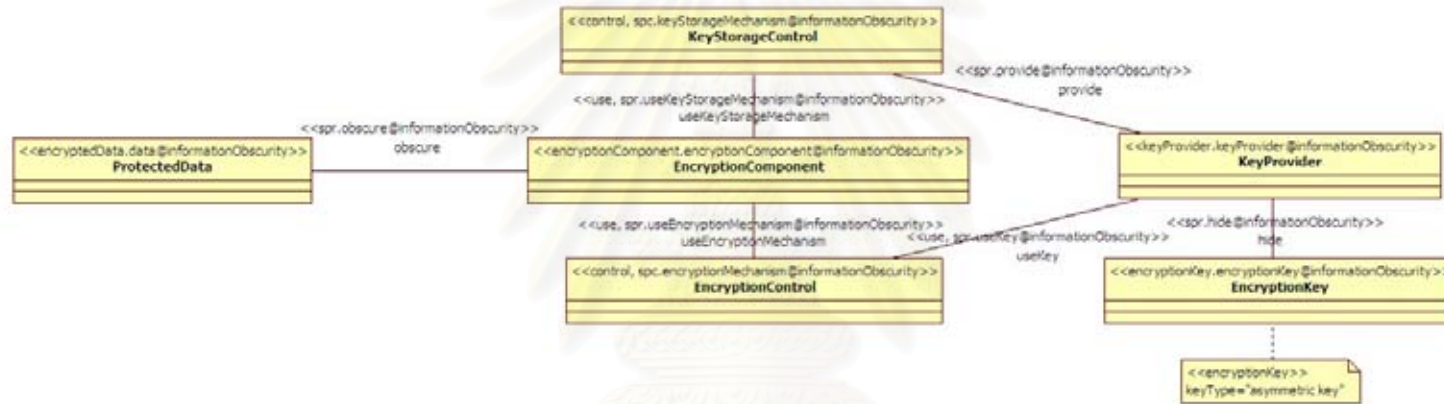 <<control, spc.keyStorageMechanism@informationObscurity>>
KeyStorageControl
<<spr.provide@informationObscurity>>
provide
<<use, spr.useKeyStorageMechanism@informationObscurity>>
useKeyStorageMechanism
<<spr.obscure@informationObscurity>>
obscure
<<encryptedData.data@informationObscurity>>
ProtectedData
<<encryptionComponent.encryptionComponent@informationObscurity>>
EncryptionComponent
<<keyProvider.keyProvider@informationObscurity>>
KeyProvider
<<use, spr.useEncryptionMechanism@informationObscurity>>
useEncryptionMechanism
<<use, spr.useKey@informationObscurity>>
useKey
<<spr.hide@informationObscurity>>
hide
<<control, spc.encryptionMechanism@informationObscurity>>
EncryptionControl
<<encryptionKey.encryptionKey@informationObscurity>>
EncryptionKey
<<encryptionKey>>
keyType="asymmetric key"